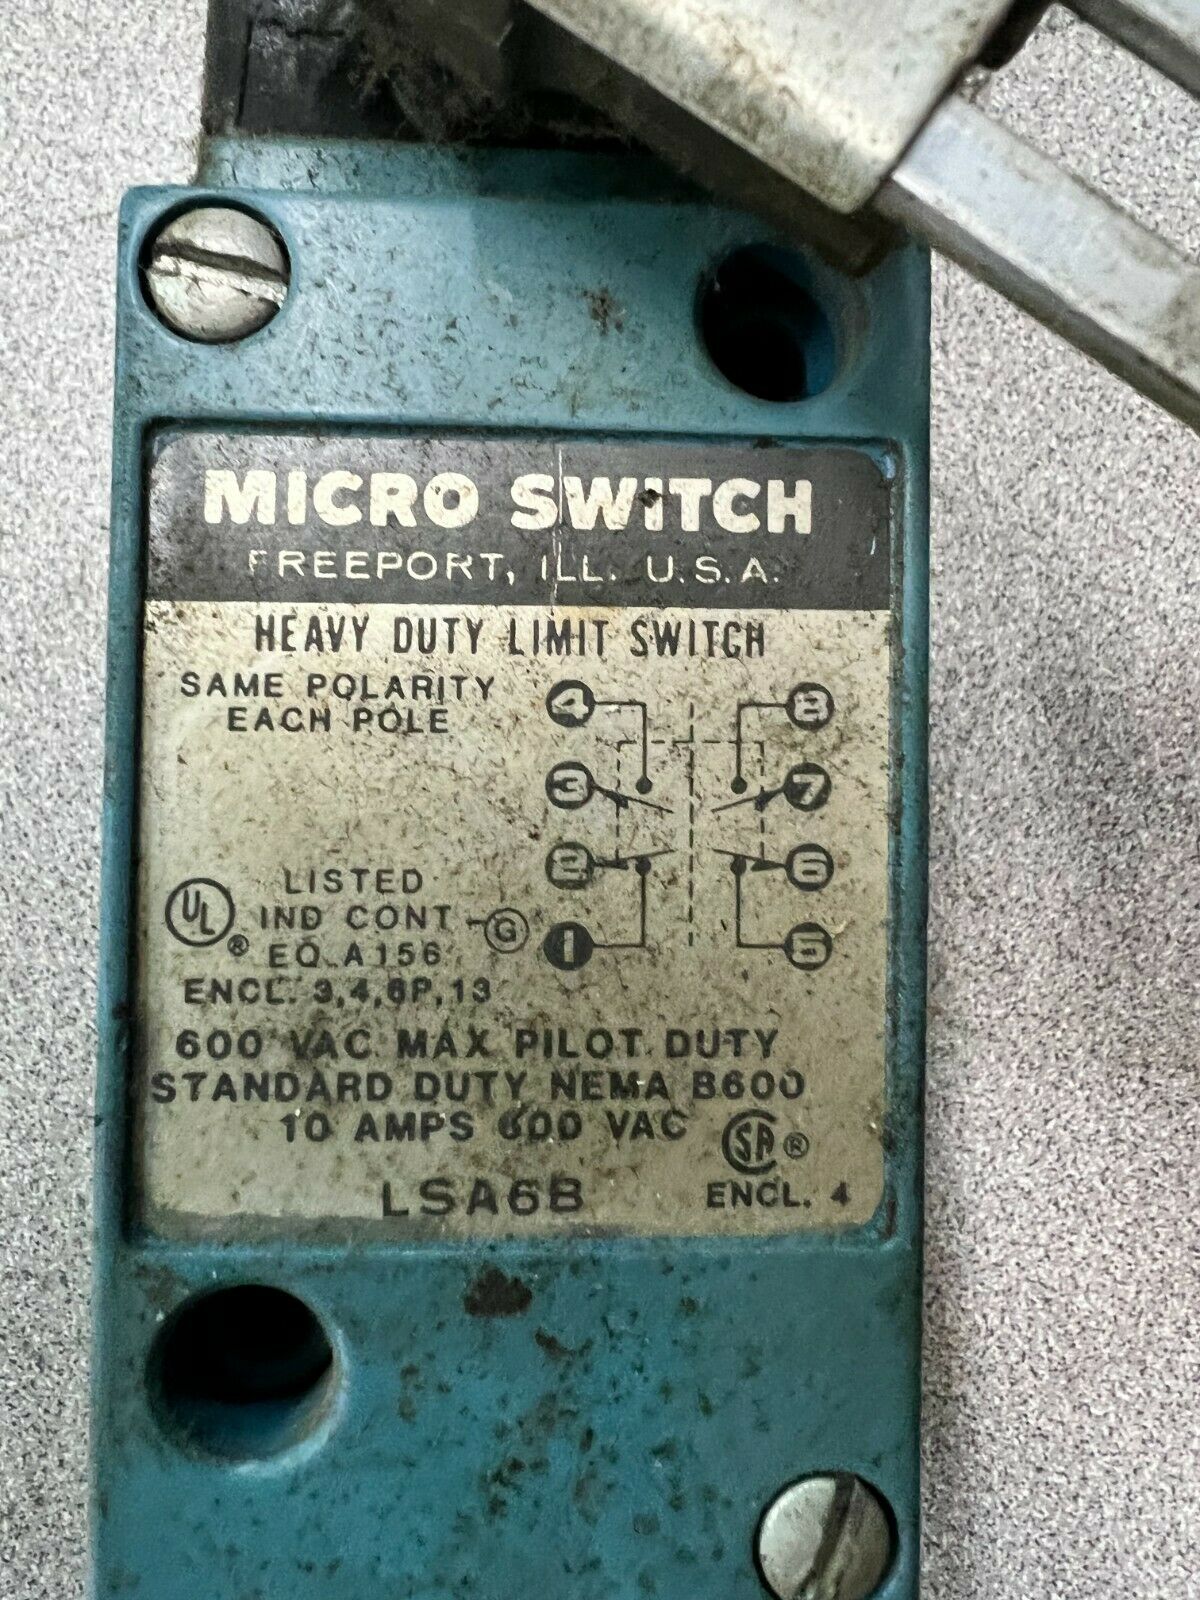 MICRO SWITCH
FREEPORT, ILL. U.S.A.
HEAVY DUTY LIMIT SWITCH
SAME POLARITY
EACH POLE
4 8
3 7
2 6
1 5
UL ® LISTED
IND CONT G
EQ. A156
ENCL. 3,4,6P,13
600 VAC MAX PILOT DUTY
STANDARD DUTY NEMA B600
10 AMPS 600 VAC
SA ®
LSA6B
ENCL. 4